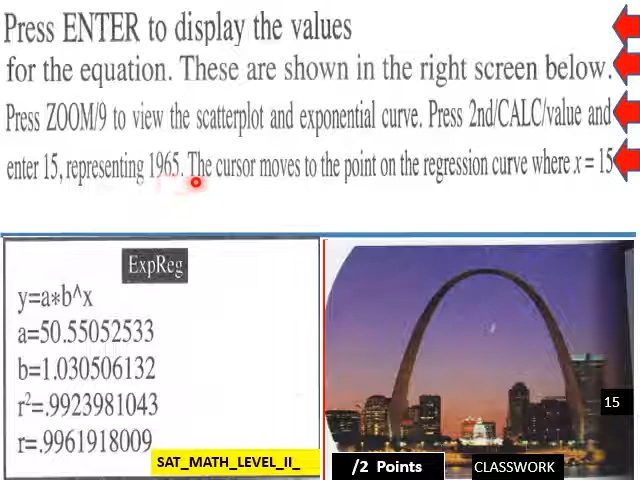 Press ENTER to display the values
for the equation. These are shown in the right screen below.
Press ZOOM/9 to view the scatterplot and exponential curve. Press 2nd/CALC/value and
enter 15, representing 1965. The cursor moves to the point on the regression curve where x = 15
ExpReg
y=a*b^x
a=50.55052533
b=1.030506132
r²=.9923981043
r=.9961918009
SAT_MATH_LEVEL_II_
15
/2 Points
CLASSWORK